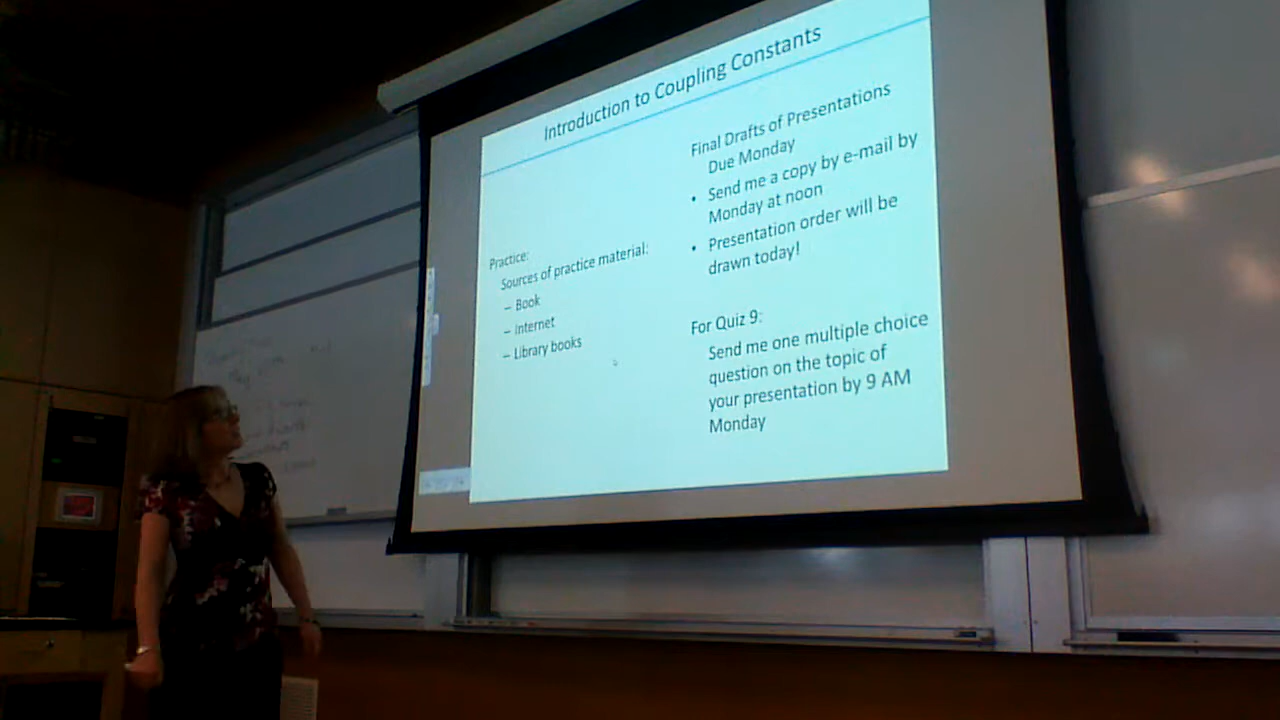 Introduction to Coupling Constants
Practice:
Sources of practice material:
– Book
– Internet
– Library books
Final Drafts of Presentations
Due Monday
• Send me a copy by e-mail by
Monday at noon
• Presentation order will be
drawn today!
For Quiz 9:
Send me one multiple choice
question on the topic of
your presentation by 9 AM
Monday